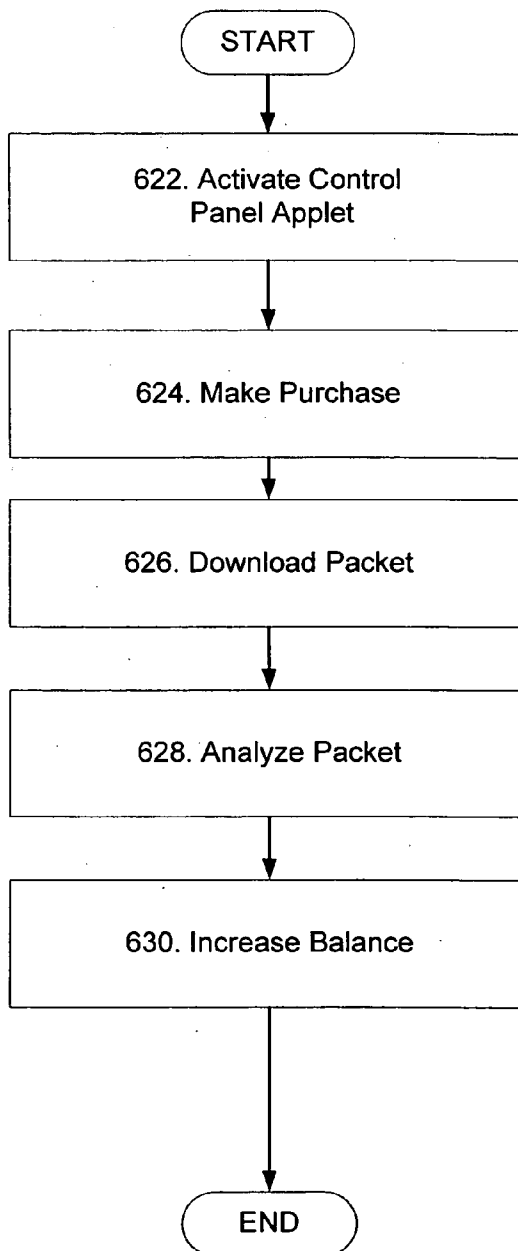 START
622. Activate Control
Panel Applet
624. Make Purchase
626. Download Packet
628. Analyze Packet
630. Increase Balance
END